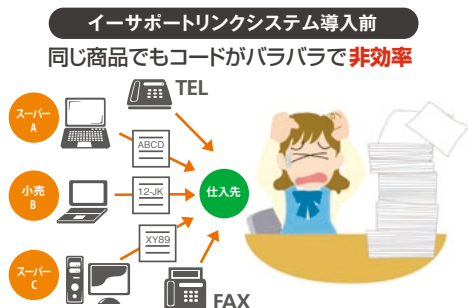 イーサポートリンクシステム導入前
同じ商品でもコードがバラバラで非効率
TEL
スーパー
A
ABCD
小売
B
12-JK
仕入先
XY89
スーパー
C
FAX